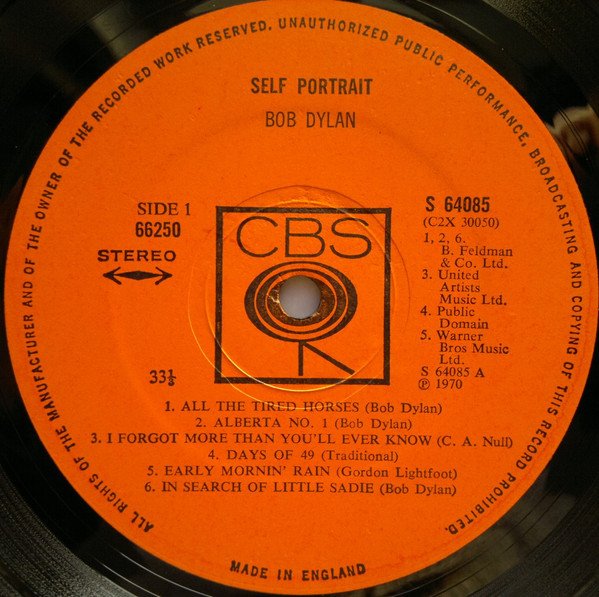 ALL RIGHTS OF THE MANUFACTURER AND OF THE OWNER OF THE RECORDED WORK RESERVED. UNAUTHORIZED PUBLIC PERFORMANCE, BROADCASTING AND COPYING OF THIS RECORD PROHIBITED.
SELF PORTRAIT
BOB DYLAN
SIDE 1
66250
STEREO
33⅓
CBS
S 64085
(C2X 30050)
1, 2, 6.
B. Feldman
& Co. Ltd.
3. United
Artists
Music Ltd.
4. Public
Domain
5. Warner
Bros Music
Ltd.
S 64085 A
℗ 1970
1. ALL THE TIRED HORSES (Bob Dylan)
2. ALBERTA NO. 1 (Bob Dylan)
3. I FORGOT MORE THAN YOU'LL EVER KNOW (C. A. Null)
4. DAYS OF 49 (Traditional)
5. EARLY MORNIN' RAIN (Gordon Lightfoot)
6. IN SEARCH OF LITTLE SADIE (Bob Dylan)
MADE IN ENGLAND